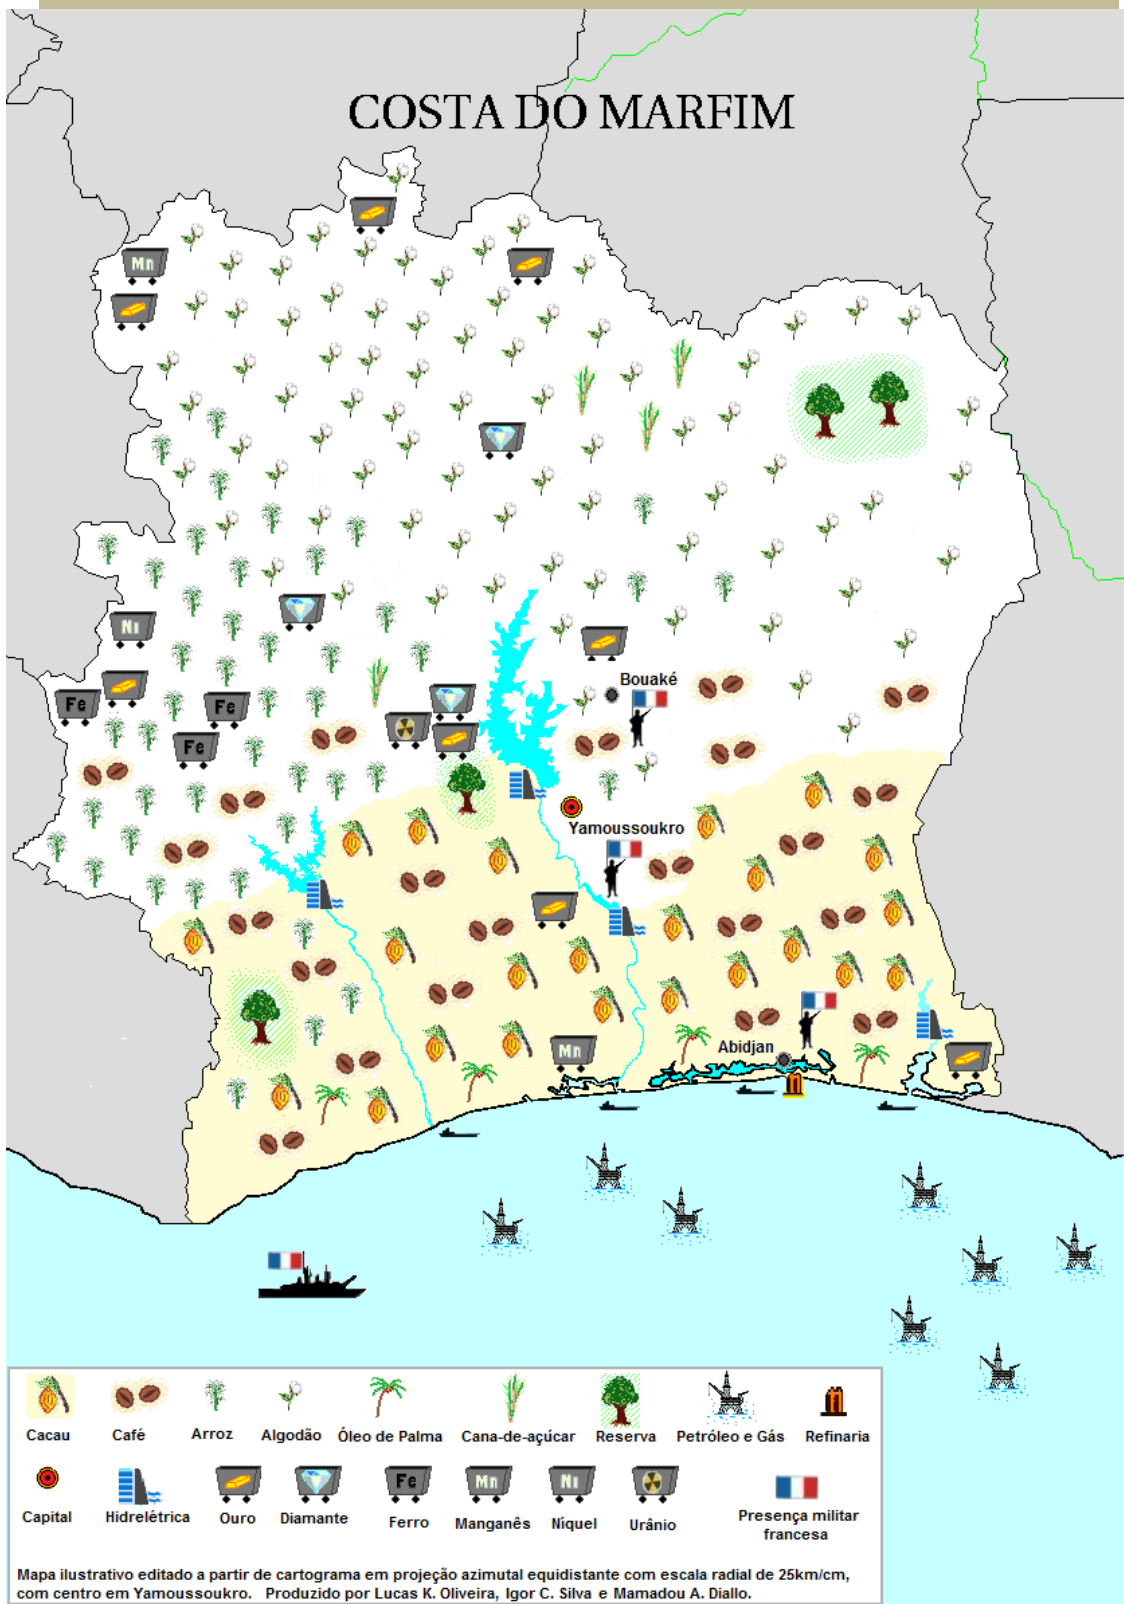 COSTA DO MARFIM
Mn
Ni
Fe
Fe
Fe
Bouaké
Yamoussoukro
Mn
Abidjan
Cacau
Café
Arroz
Algodão
Óleo de Palma
Cana-de-açúcar
Reserva
Petróleo e Gás
Refinaria
Fe
Mn
Ni
Capital
Hidrelétrica
Ouro
Diamante
Ferro
Manganês
Níquel
Urânio
Presença militar
francesa
Mapa ilustrativo editado a partir de cartograma em projeção azimutal equidistante com escala radial de 25km/cm,
com centro em Yamoussoukro. Produzido por Lucas K. Oliveira, Igor C. Silva e Mamadou A. Diallo.